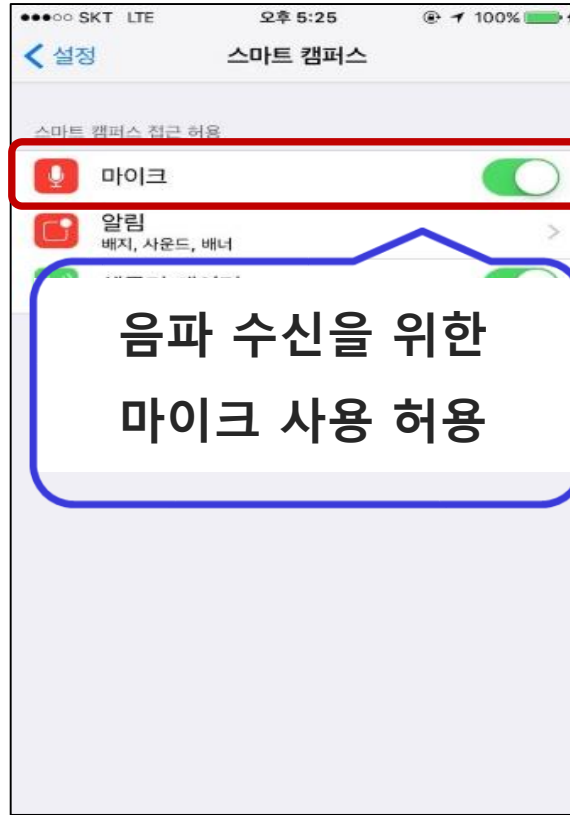 SKT LTE 오후 5:25 100%
설정 스마트 캠퍼스
스마트 캠퍼스 접근 허용
마이크
알림
배지, 사운드, 배너
음파 수신을 위한
마이크 사용 허용